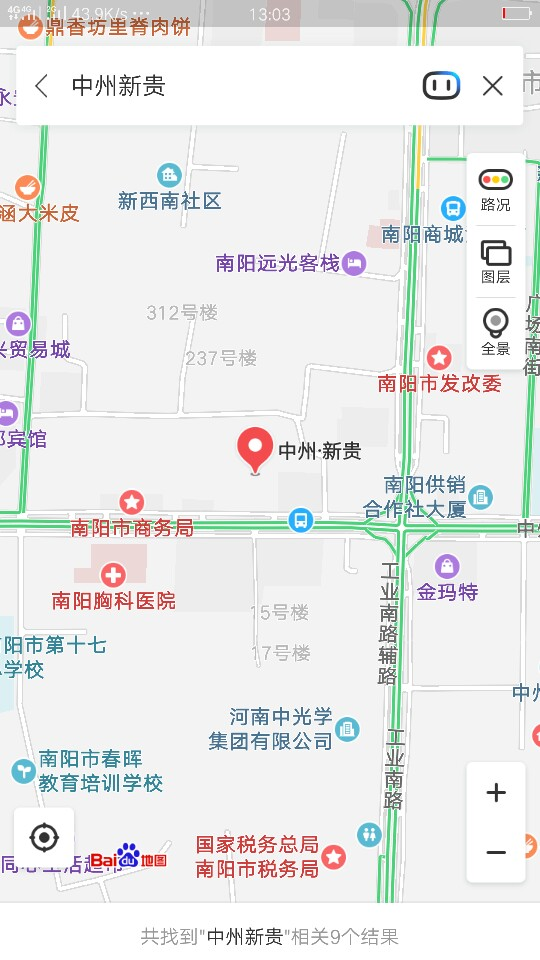 4G 4G 2G 43.9K/s ••• 13:03
鼎香坊里脊肉饼
中州新贵
市
路况
图层
全景
新西南社区
涵大米皮
南阳商城
南阳远光客栈
312号楼
广场南街
贸易城
237号楼
南阳市发改委
宾馆
中州·新贵
南阳供销
合作社大厦
南阳市商务局
中州
金玛特
南阳胸科医院
工业南路辅路
15号楼
17号楼
阳市第十七
学校
中州
河南中光学
集团有限公司
工业南路
南阳市春晖
教育培训学校
国家税务总局
南阳市税务局
同心生活超市
Bai du 地图
共找到"中州新贵"相关9个结果